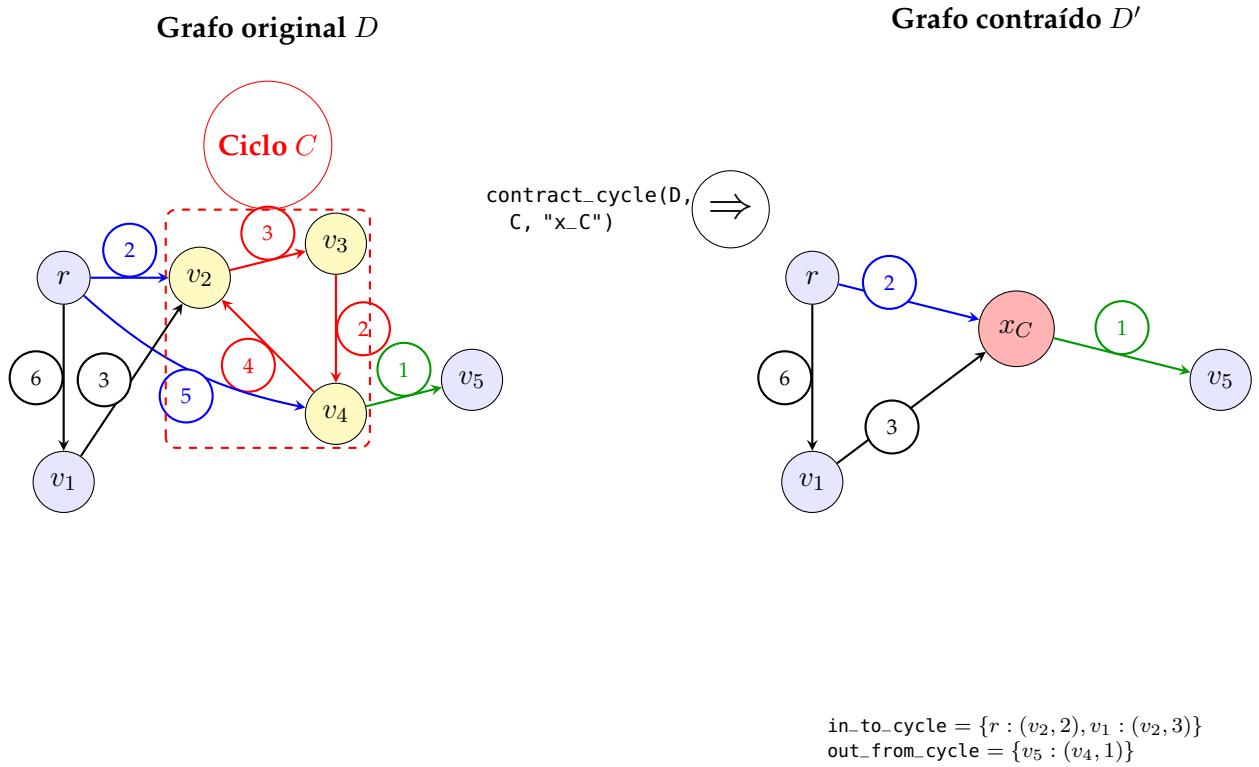 Grafo original D
Grafo contraído D′
Ciclo C
contract_cycle(D,
C, "x_C")
⇒
2
3
r
v₂
v₃
6
3
5
4
2
1
v₄
v₅
v₁
r
2
x_C
1
v₅
6
3
v₁
in_to_cycle = {r : (v₂, 2), v₁ : (v₂, 3)}
out_from_cycle = {v₅ : (v₄, 1)}